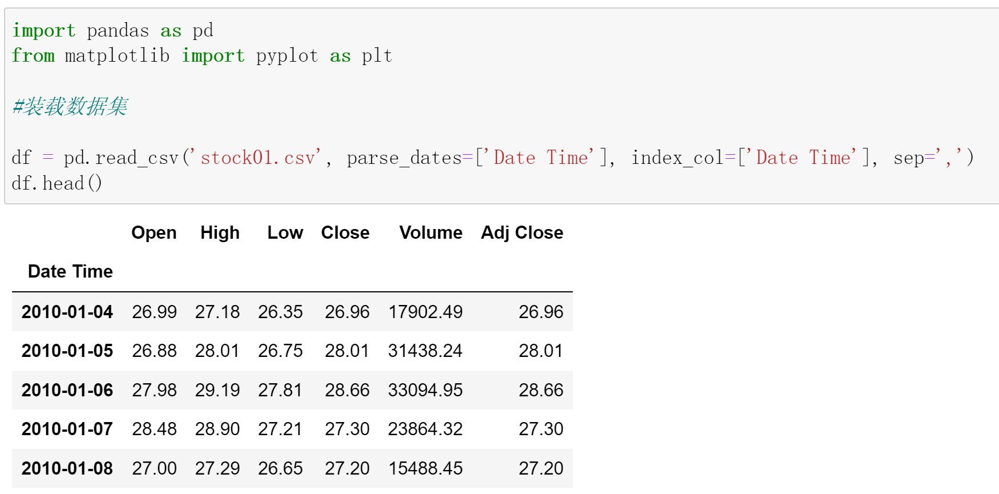 import pandas as pd
from matplotlib import pyplot as plt
#装载数据集
df = pd.read_csv('stock01.csv', parse_dates=['Date Time'], index_col=['Date Time'], sep=',')
df.head()
Open High Low Close Volume Adj Close
Date Time
2010-01-04 26.99 27.18 26.35 26.96 17902.49 26.96
2010-01-05 26.88 28.01 26.75 28.01 31438.24 28.01
2010-01-06 27.98 29.19 27.81 28.66 33094.95 28.66
2010-01-07 28.48 28.90 27.21 27.30 23864.32 27.30
2010-01-08 27.00 27.29 26.65 27.20 15488.45 27.20